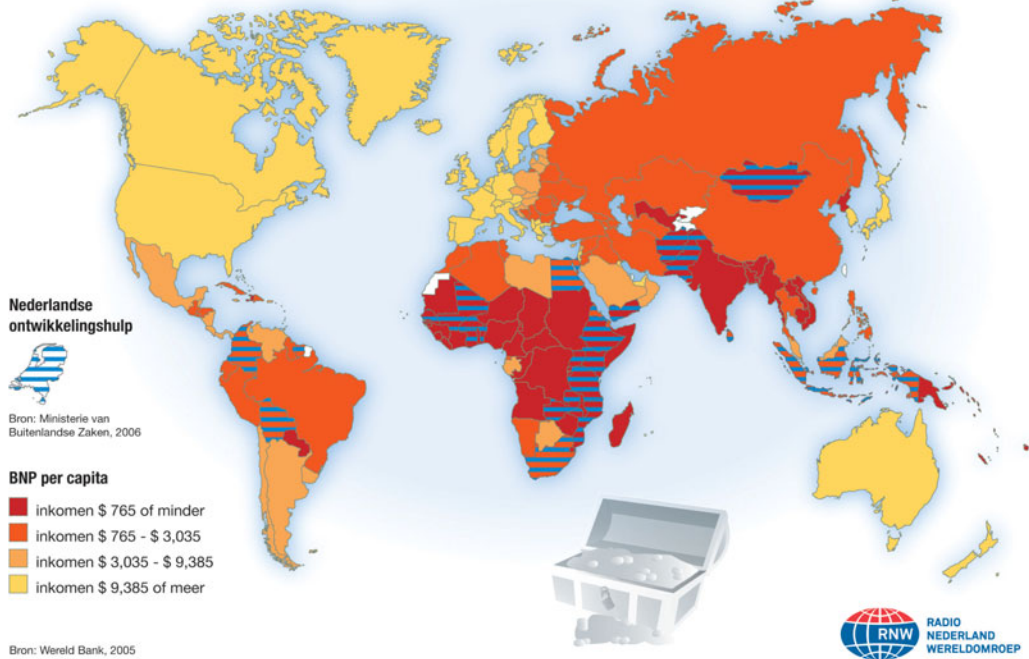 Nederlandse
ontwikkelingshulp
Bron: Ministerie van
Buitenlandse Zaken, 2006
BNP per capita
inkomen $ 765 of minder
inkomen $ 765 - $ 3,035
inkomen $ 3,035 - $ 9,385
inkomen $ 9,385 of meer
Bron: Wereld Bank, 2005
RNW
RADIO
NEDERLAND
WERELDOMROEP